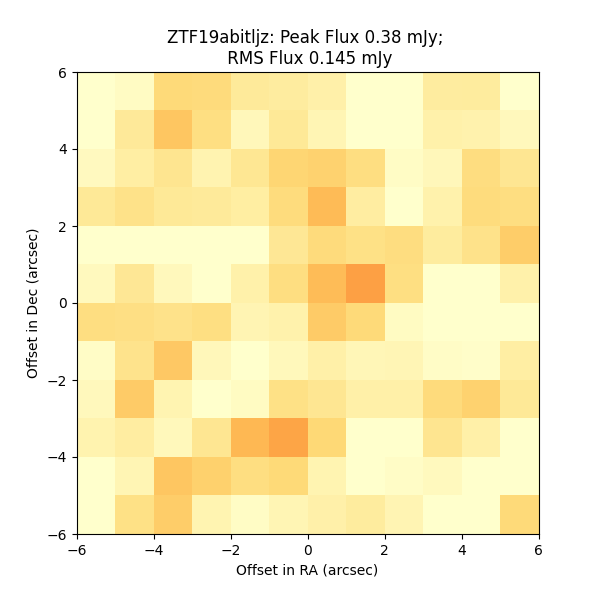 ZTF19abitljz: Peak Flux 0.38 mJy;
RMS Flux 0.145 mJy
6
4
2
0
−2
−4
−6
Offset in Dec (arcsec)
−6 −4 −2 0 2 4 6
Offset in RA (arcsec)